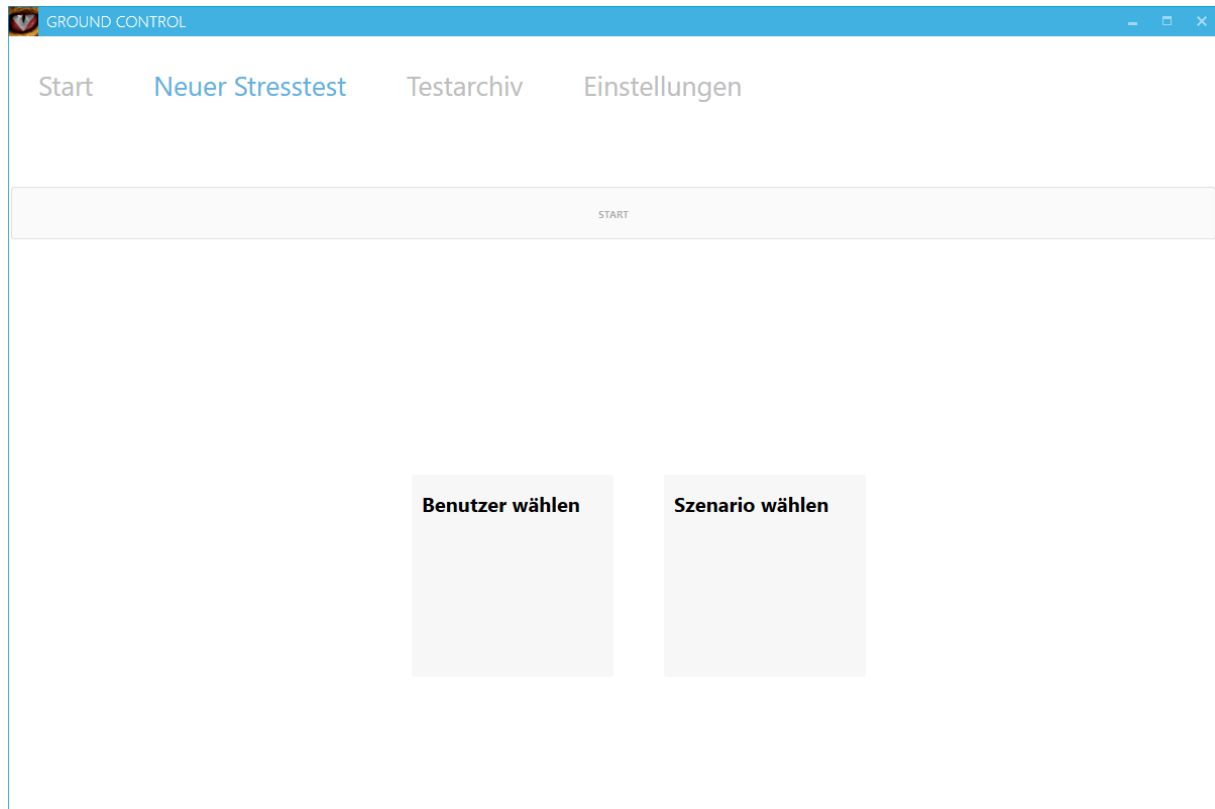 GROUND CONTROL
Start Neuer Stresstest Testarchiv Einstellungen
START
Benutzer wählen Szenario wählen